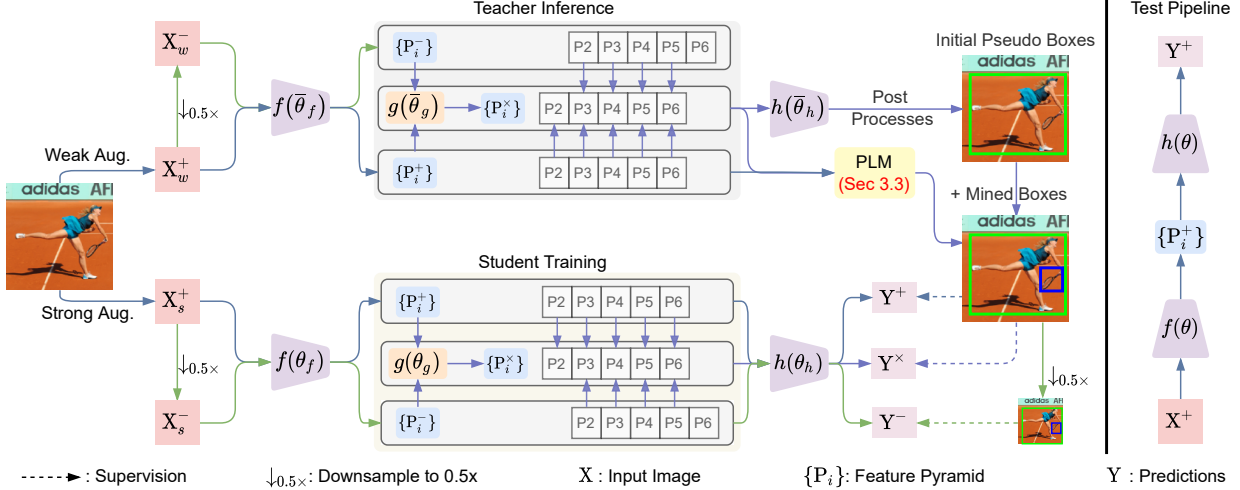 Teacher Inference
Test Pipeline
X_w^-
{P_i^-}
P2 P3 P4 P5 P6
Initial Pseudo Boxes
adidas AFI
Y^+
↓0.5×
f(θ̄_f)
g(θ̄_g)
{P_i^×}
P2 P3 P4 P5 P6
h(θ̄_h)
Post
Processes
h(θ)
Weak Aug.
X_w^+
{P_i^+}
P2 P3 P4 P5 P6
PLM
(Sec 3.3)
+ Mined Boxes
adidas AFI
adidas AFI
{P_i^+}
Student Training
Strong Aug.
X_s^+
{P_i^+}
P2 P3 P4 P5 P6
Y^+
f(θ)
↓0.5×
f(θ_f)
g(θ_g)
{P_i^×}
P2 P3 P4 P5 P6
h(θ_h)
Y^×
↓0.5×
X_s^-
{P_i^-}
P2 P3 P4 P5 P6
Y^-
adidas AFI
X^+
: Supervision
↓0.5×: Downsample to 0.5x
X : Input Image
{P_i}: Feature Pyramid
Y : Predictions